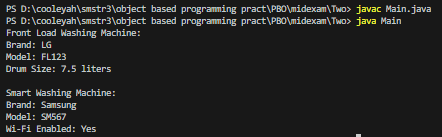 PS D:\cooleyah\smstr3\object based programming pract\PBO\midexam\Two> javac Main.java
PS D:\cooleyah\smstr3\object based programming pract\PBO\midexam\Two> java Main
Front Load Washing Machine:
Brand: LG
Model: FL123
Drum Size: 7.5 liters

Smart Washing Machine:
Brand: Samsung
Model: SM567
Wi-Fi Enabled: Yes